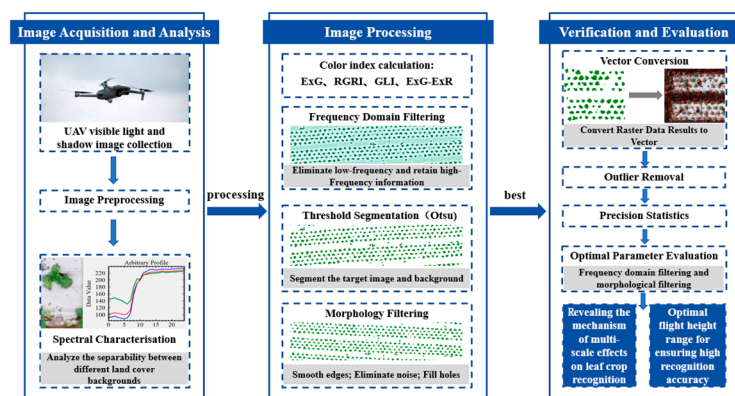 Image Acquisition and Analysis
UAV visible light and
shadow image collection
Image Preprocessing
Arbitrary Profile
Data Value
220
200
180
160
140
120
100
0
5
10
15
20
Spectral Characterisation
Analyze the separability between
different land cover
backgrounds
processing
Image Processing
Color index calculation:
ExG、RGRI、GLI、ExG-ExR
Frequency Domain Filtering
Eliminate low-frequency and retain high-
Frequency information
Threshold Segmentation（Otsu）
Segment the target image and background
Morphology Filtering
Smooth edges; Eliminate noise; Fill holes
best
Verification and Evaluation
Vector Conversion
Convert Raster Data Results to
Vector
Outlier Removal
Precision Statistics
Optimal Parameter Evaluation
Frequency domain filtering and
morphological filtering
Revealing the
mechanism
of multi-
scale effects
on leaf crop
recognition
Optimal
flight height
range for
ensuring high
recognition
accuracy